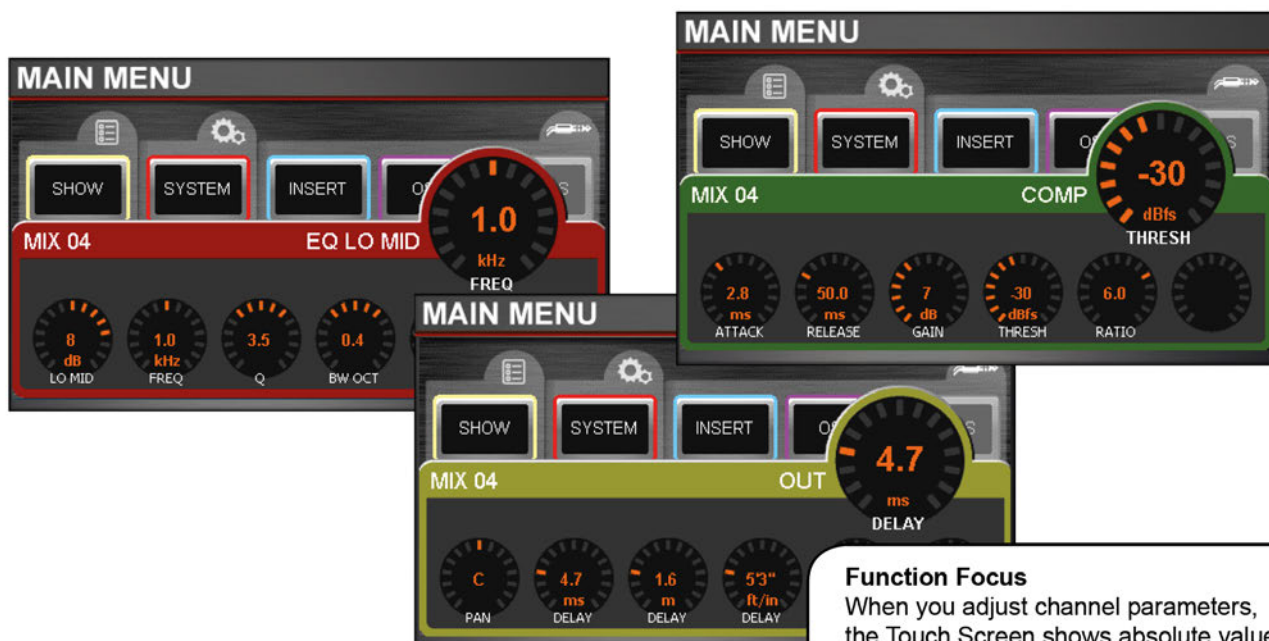 MAIN MENU
SHOW SYSTEM INSERT
MIX 04 EQ LO MID
1.0
kHz
FREQ
8 1.0 3.5 0.4
dB kHz
LO MID FREQ Q BW OCT
MAIN MENU
SHOW SYSTEM INSERT
MIX 04 COMP
-30
dBfs
THRESH
2.8 50.0 7 -30 6.0
ms ms dB dBfs
ATTACK RELEASE GAIN THRESH RATIO
MAIN MENU
SHOW SYSTEM INSERT
MIX 04 OUT
4.7
ms
DELAY
C 4.7 1.6 5'3"
ms m ft/in
PAN DELAY DELAY DELAY
Function Focus
When you adjust channel parameters,
the Touch Screen shows absolute